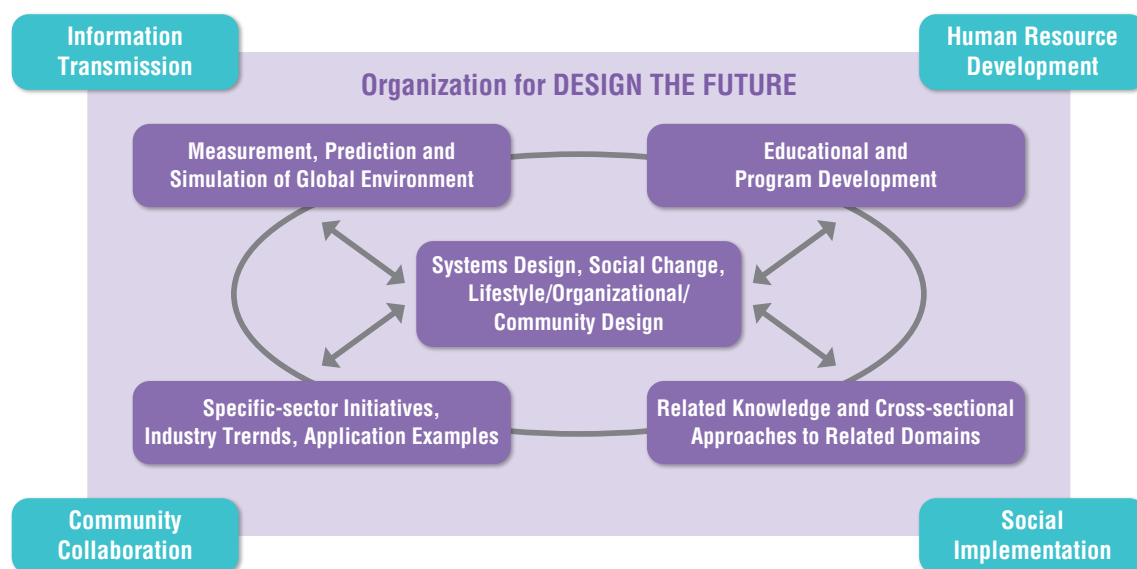 Information
Transmission
Human Resource
Development
Organization for DESIGN THE FUTURE
Measurement, Prediction and
Simulation of Global Environment
Educational and
Program Development
Systems Design, Social Change,
Lifestyle/Organizational/
Community Design
Specific-sector Initiatives,
Industry Trernds, Application Examples
Related Knowledge and Cross-sectional
Approaches to Related Domains
Community
Collaboration
Social
Implementation